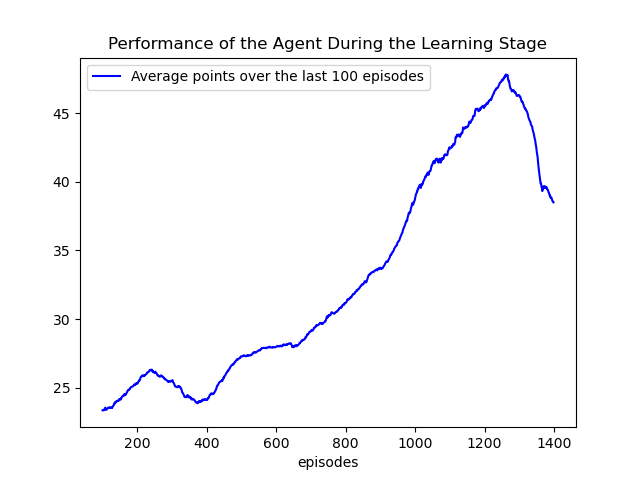 Performance of the Agent During the Learning Stage
Average points over the last 100 episodes
45
40
35
30
25
200 400 600 800 1000 1200 1400
episodes